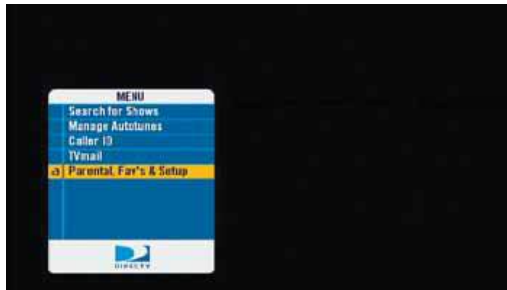 MENU
Search for Shows
Manage Autotunes
Caller ID
TVmail
Parental, Fav's & Setup
DIRECTV